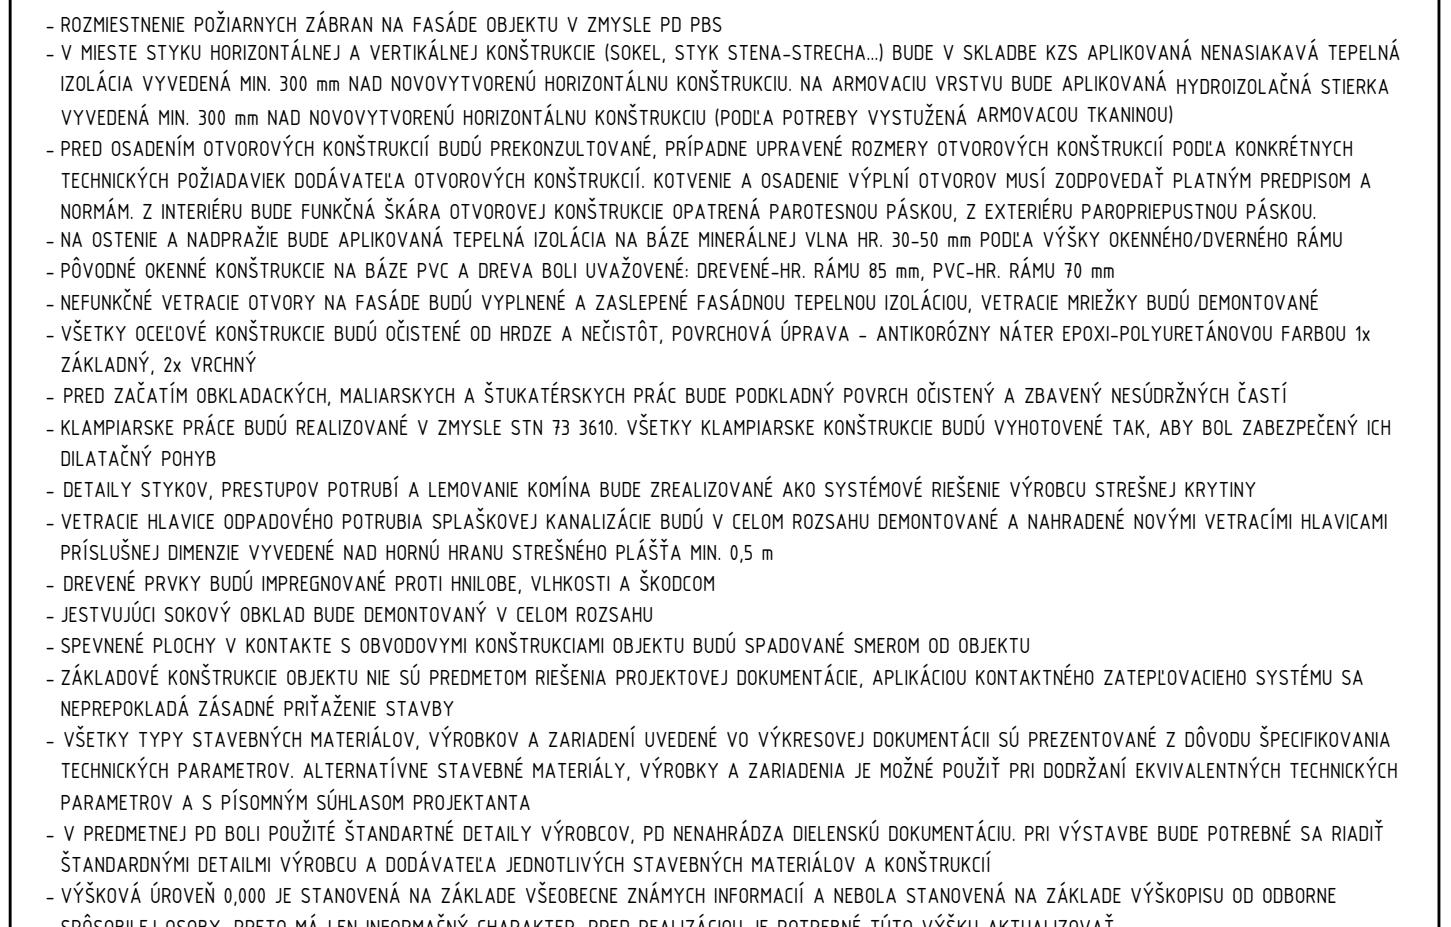 - ROZMIESTNENIE POŽIARNYCH ZÁBRAN NA FASÁDE OBJEKTU V ZMYSLE PD PBS
- V MIESTE STYKU HORIZONTÁLNEJ A VERTIKÁLNEJ KONŠTRUKCIE (SOKEL, STYK STENA-STRECHA...) BUDE V SKLADBE KZS APLIKOVANÁ NENASIAKAVÁ TEPELNÁ
IZOLÁCIA VYVEDENÁ MIN. 300 mm NAD NOVOVYTVORENÚ HORIZONTÁLNU KONŠTRUKCIU. NA ARMOVACIU VRSTVU BUDE APLIKOVANÁ HYDROIZOLAČNÁ STIERKA
VYVEDENÁ MIN. 300 mm NAD NOVOVYTVORENÚ HORIZONTÁLNU KONŠTRUKCIU (PODĽA POTREBY VYSTUŽENÁ ARMOVACOU TKANINOU)
- PRED OSADENÍM OTVOROVÝCH KONŠTRUKCIÍ BUDÚ PREKONZULTOVANÉ, PRÍPADNE UPRAVENÉ ROZMERY OTVOROVÝCH KONŠTRUKCIÍ PODĽA KONKRÉTNYCH
TECHNICKÝCH POŽIADAVIEK DODÁVATEĽA OTVOROVÝCH KONŠTRUKCIÍ. KOTVENIE A OSADENIE VÝPLNÍ OTVOROV MUSÍ ZODPOVEDAŤ PLATNÝM PREDPISOM A
NORMÁM. Z INTERIÉRU BUDE FUNKČNÁ ŠKÁRA OTVOROVEJ KONŠTRUKCIE OPATRENÁ PAROTESNOU PÁSKOU, Z EXTERIÉRU PAROPRIEPUSTNOU PÁSKOU.
- NA OSTENIE A NADPRAŽIE BUDE APLIKOVANÁ TEPELNÁ IZOLÁCIA NA BÁZE MINERÁLNEJ VLNA HR. 30-50 mm PODĽA VÝŠKY OKENNÉHO/DVERNÉHO RÁMU
- PÔVODNÉ OKENNÉ KONŠTRUKCIE NA BÁZE PVC A DREVA BOLI UVAŽOVENÉ: DREVENÉ-HR. RÁMU 85 mm, PVC-HR. RÁMU 70 mm
- NEFUNKČNÉ VETRACIE OTVORY NA FASÁDE BUDÚ VYPLNENÉ A ZASLEPENÉ FASÁDNOU TEPELNOU IZOLÁCIOU, VETRACIE MRIEŽKY BUDÚ DEMONTOVANÉ
- VŠETKY OCEĽOVÉ KONŠTRUKCIE BUDÚ OČISTENÉ OD HRDZE A NEČISTÔT, POVRCHOVÁ ÚPRAVA - ANTIKORÓZNY NÁTER EPOXI-POLYURETÁNOVOU FARBOU 1x
ZÁKLADNÝ, 2x VRCHNÝ
- PRED ZAČATÍM OBKLADACKÝCH, MALIARSKYCH A ŠTUKATÉRSKYCH PRÁC BUDE PODKLADNÝ POVRCH OČISTENÝ A ZBAVENÝ NESÚDRŽNÝCH ČASTÍ
- KLAMPIARSKE PRÁCE BUDÚ REALIZOVANÉ V ZMYSLE STN 73 3610. VŠETKY KLAMPIARSKE KONŠTRUKCIE BUDÚ VYHOTOVENÉ TAK, ABY BOL ZABEZPEČENÝ ICH
DILATAČNÝ POHYB
- DETAILY STYKOV, PRESTUPOV POTRUBÍ A LEMOVANIE KOMÍNA BUDE ZREALIZOVANÉ AKO SYSTÉMOVÉ RIEŠENIE VÝROBCU STREŠNEJ KRYTINY
- VETRACIE HLAVICE ODPADOVÉHO POTRUBIA SPLAŠKOVEJ KANALIZÁCIE BUDÚ V CELOM ROZSAHU DEMONTOVANÉ A NAHRADENÉ NOVÝMI VETRACÍMI HLAVICAMI
PRÍSLUŠNEJ DIMENZIE VYVEDENÉ NAD HORNÚ HRANU STREŠNÉHO PLÁŠŤA MIN. 0,5 m
- DREVENÉ PRVKY BUDÚ IMPREGNOVANÉ PROTI HNILOBE, VLHKOSTI A ŠKODCOM
- JESTVUJÚCI SOKOVÝ OBKLAD BUDE DEMONTOVANÝ V CELOM ROZSAHU
- SPEVNENÉ PLOCHY V KONTAKTE S OBVODOVYMI KONŠTRUKCIAMI OBJEKTU BUDÚ SPADOVANÉ SMEROM OD OBJEKTU
- ZÁKLADOVÉ KONŠTRUKCIE OBJEKTU NIE SÚ PREDMETOM RIEŠENIA PROJEKTOVEJ DOKUMENTÁCIE, APLIKÁCIOU KONTAKTNÉHO ZATEPĽOVACIEHO SYSTÉMU SA
NEPREPOKLADÁ ZÁSADNÉ PRIŤAŽENIE STAVBY
- VŠETKY TYPY STAVEBNÝCH MATERIÁLOV, VÝROBKOV A ZARIADENÍ UVEDENÉ VO VÝKRESOVEJ DOKUMENTÁCII SÚ PREZENTOVANÉ Z DÔVODU ŠPECIFIKOVANIA
TECHNICKÝCH PARAMETROV. ALTERNATÍVNE STAVEBNÉ MATERIÁLY, VÝROBKY A ZARIADENIA JE MOŽNÉ POUŽIŤ PRI DODRŽANÍ EKVIVALENTNÝCH TECHNICKÝCH
PARAMETROV A S PÍSOMNÝM SÚHLASOM PROJEKTANTA
- V PREDMETNEJ PD BOLI POUŽITÉ ŠTANDARTNÉ DETAILY VÝROBCOV, PD NENAHRÁDZA DIELENSKÚ DOKUMENTÁCIU. PRI VÝSTAVBE BUDE POTREBNÉ SA RIADIŤ
ŠTANDARDNÝMI DETAILMI VÝROBCU A DODÁVATEĽA JEDNOTLIVÝCH STAVEBNÝCH MATERIÁLOV A KONŠTRUKCIÍ
- VÝŠKOVÁ ÚROVEŇ 0,000 JE STANOVENÁ NA ZÁKLADE VŠEOBECNE ZNÁMYCH INFORMACIÍ A NEBOLA STANOVENÁ NA ZÁKLADE VÝŠKOPISU OD ODBORNE
SPÔSOBILEJ OSOBY, PRETO MÁ LEN INFORMAČNÝ CHARAKTER. PRED REALIZÁCIOU JE POTREBNÉ TÚTO VÝŠKU AKTUALIZOVAŤ